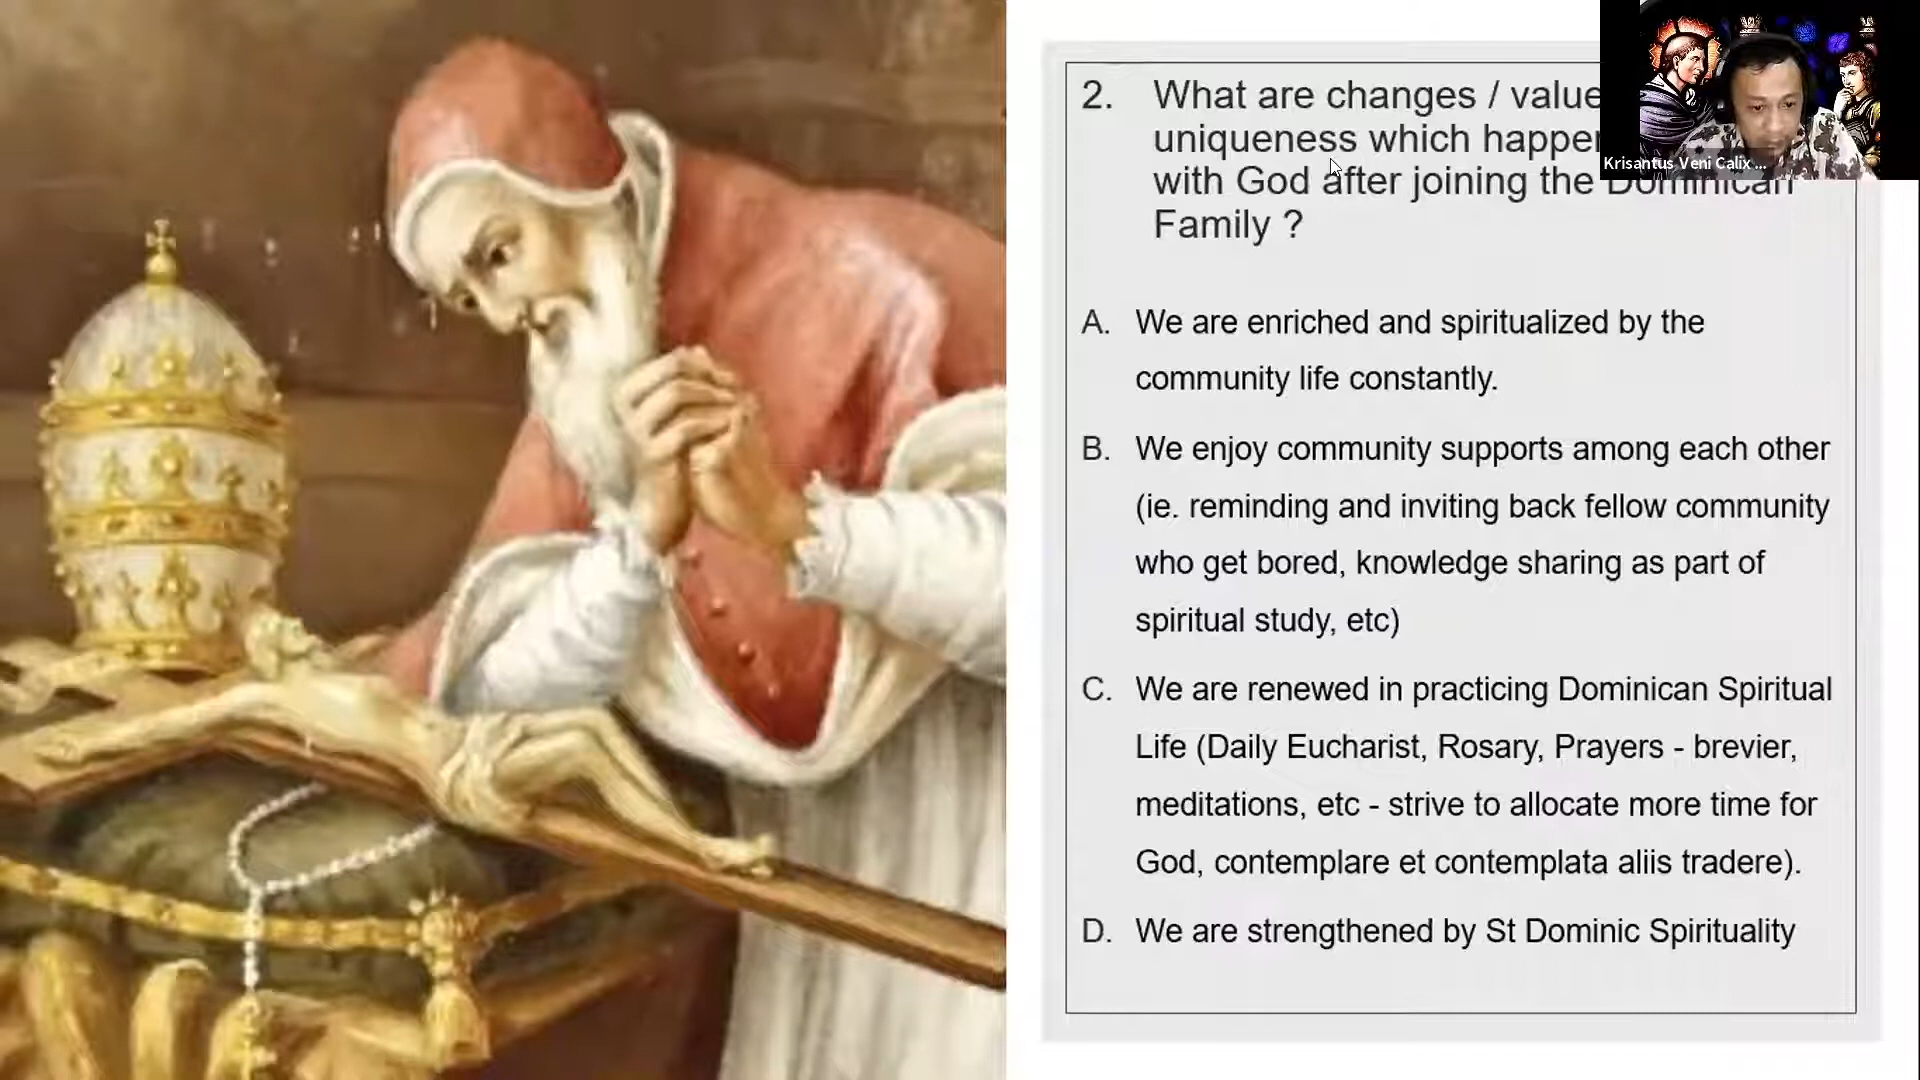 2. What are changes / value
uniqueness which happen
with God after joining the Dominican
Family ?
A. We are enriched and spiritualized by the
community life constantly.
B. We enjoy community supports among each other
(ie. reminding and inviting back fellow community
who get bored, knowledge sharing as part of
spiritual study, etc)
C. We are renewed in practicing Dominican Spiritual
Life (Daily Eucharist, Rosary, Prayers - brevier,
meditations, etc - strive to allocate more time for
God, contemplare et contemplata aliis tradere).
D. We are strengthened by St Dominic Spirituality
Krisantus Veni Calix ...